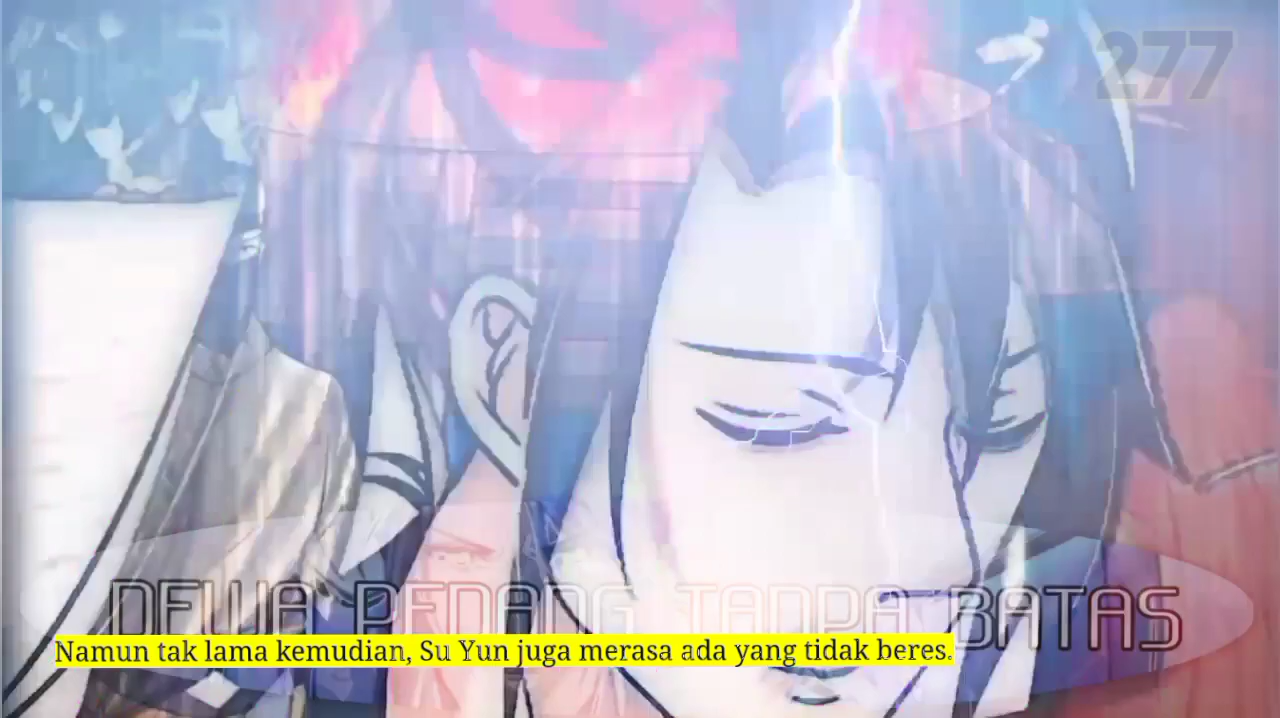 277
DEWA PEDANG TANPA BATAS
Namun tak lama kemudian, Su Yun juga merasa ada yang tidak beres.